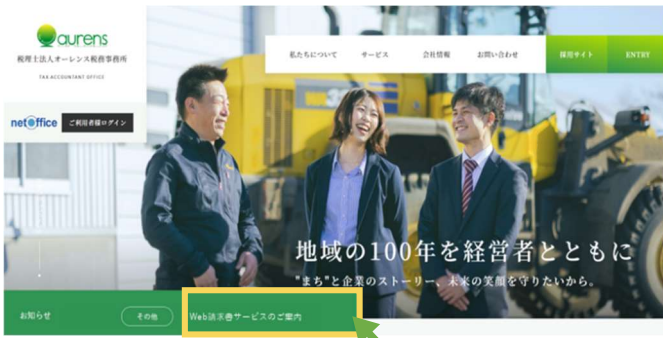 aurens
税理士法人オーレンス税務事務所
TAX ACCOUNTANT OFFICE
私たちについて サービス 会社情報 お問い合わせ 採用サイト ENTRY
netoffice ご利用者様ログイン
地域の100年を経営者とともに
"まち"と企業のストーリー、未来の笑顔を守りたいから。
お知らせ その他 Web請求書サービスのご案内